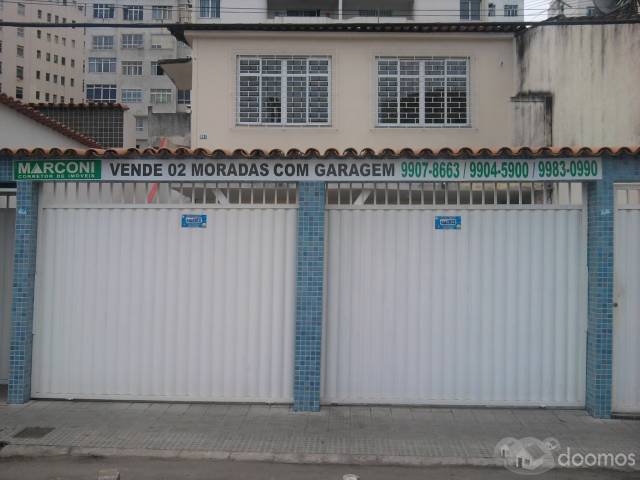 MARCONI
CORRETOR DE IMÓVEIS
VENDE 02 MORADAS COM GARAGEM 9907-8663 / 9904-5900 / 9983-0990
doomos